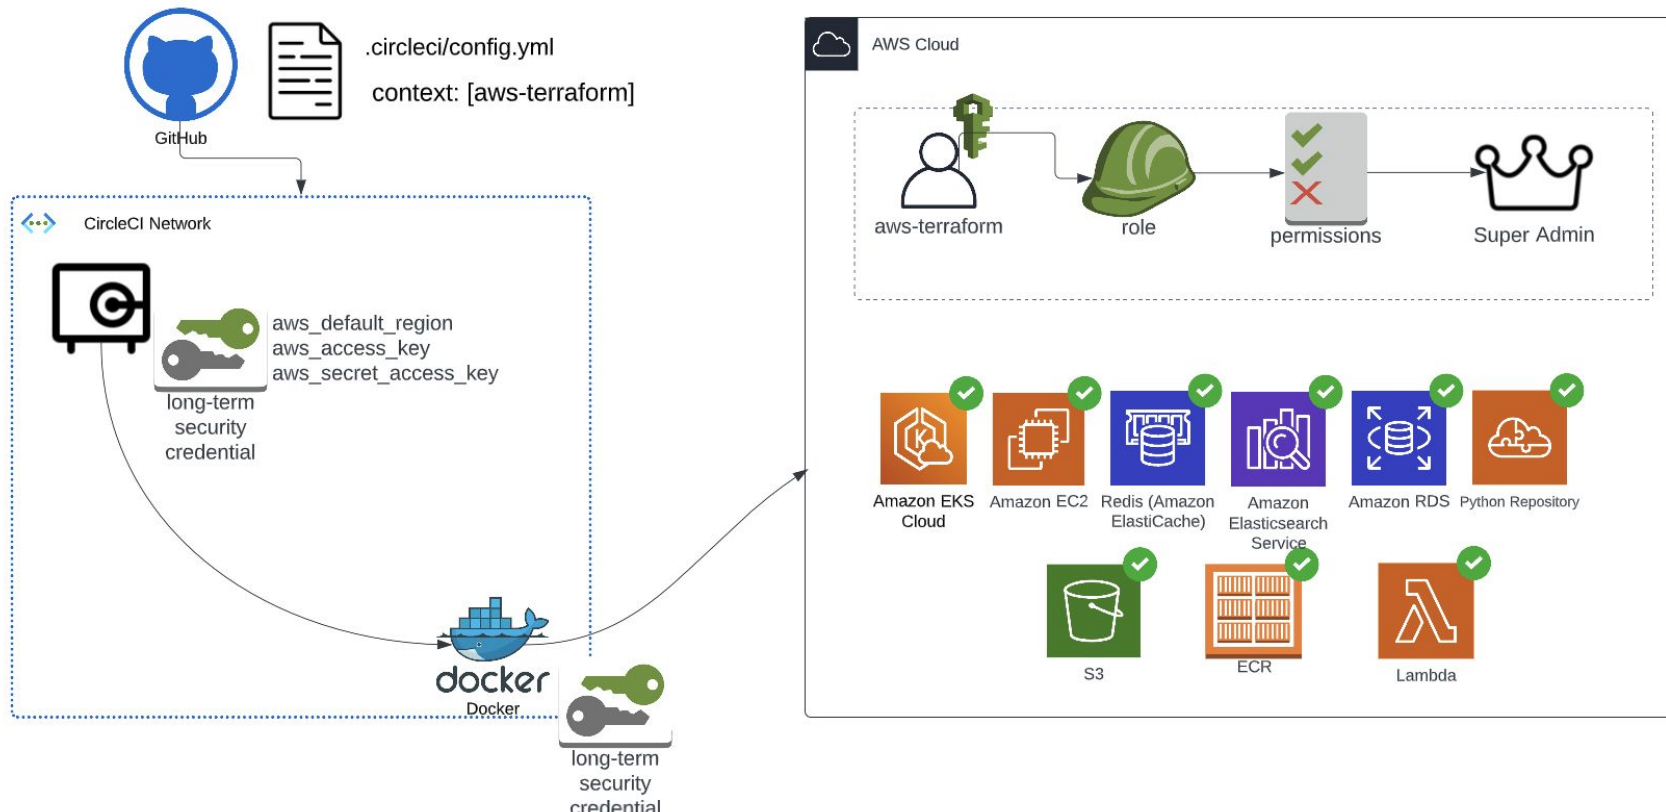 .circleci/config.yml
context: [aws-terraform]
GitHub
CircleCI Network
aws_default_region
aws_access_key
aws_secret_access_key
long-term
security
credential
docker
Docker
long-term
security
credential
AWS Cloud
aws-terraform
role
permissions
Super Admin
Amazon EKS
Cloud
Amazon EC2
Redis (Amazon
ElastiCache)
Amazon
Elasticsearch
Service
Amazon RDS
Python Repository
S3
ECR
Lambda